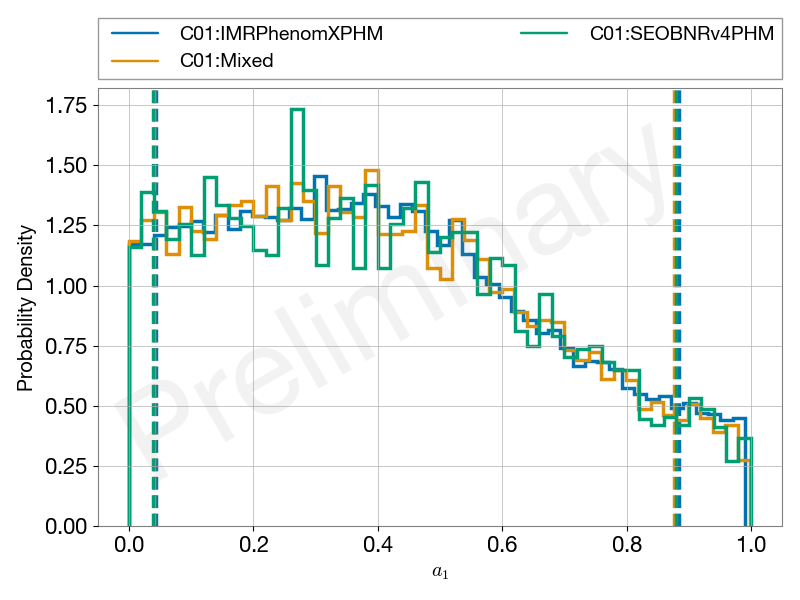 C01:IMRPhenomXPHM
C01:Mixed
C01:SEOBNRv4PHM
1.75
1.50
1.25
1.00
0.75
0.50
0.25
0.00
Probability Density
Preliminary
0.0 0.2 0.4 0.6 0.8 1.0
a₁